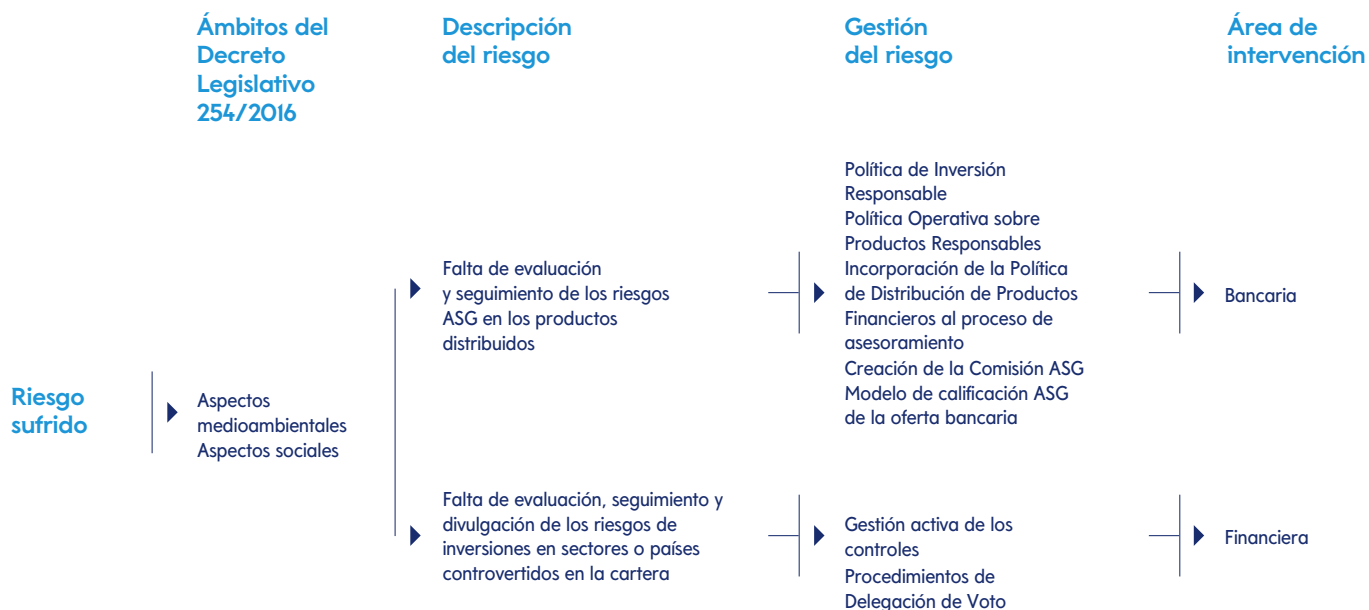 Ámbitos del
Decreto
Legislativo
254/2016
Descripción
del riesgo
Gestión
del riesgo
Área de
intervención
Riesgo
sufrido
Aspectos
medioambientales
Aspectos sociales
Falta de evaluación
y seguimiento de los riesgos
ASG en los productos
distribuidos
Política de Inversión
Responsable
Política Operativa sobre
Productos Responsables
Incorporación de la Política
de Distribución de Productos
Financieros al proceso de
asesoramiento
Creación de la Comisión ASG
Modelo de calificación ASG
de la oferta bancaria
Bancaria
Falta de evaluación, seguimiento y
divulgación de los riesgos de
inversiones en sectores o países
controvertidos en la cartera
Gestión activa de los
controles
Procedimientos de
Delegación de Voto
Financiera